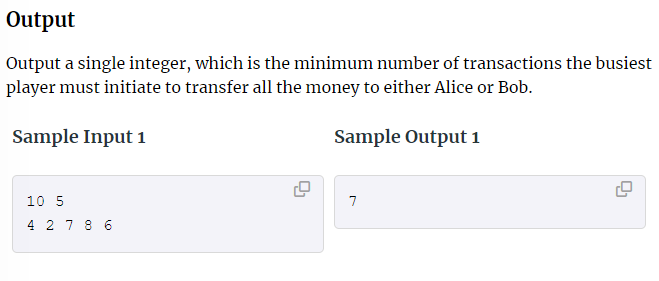 Output
Output a single integer, which is the minimum number of transactions the busiest
player must initiate to transfer all the money to either Alice or Bob.
Sample Input 1
Sample Output 1
10 5
4 2 7 8 6
7